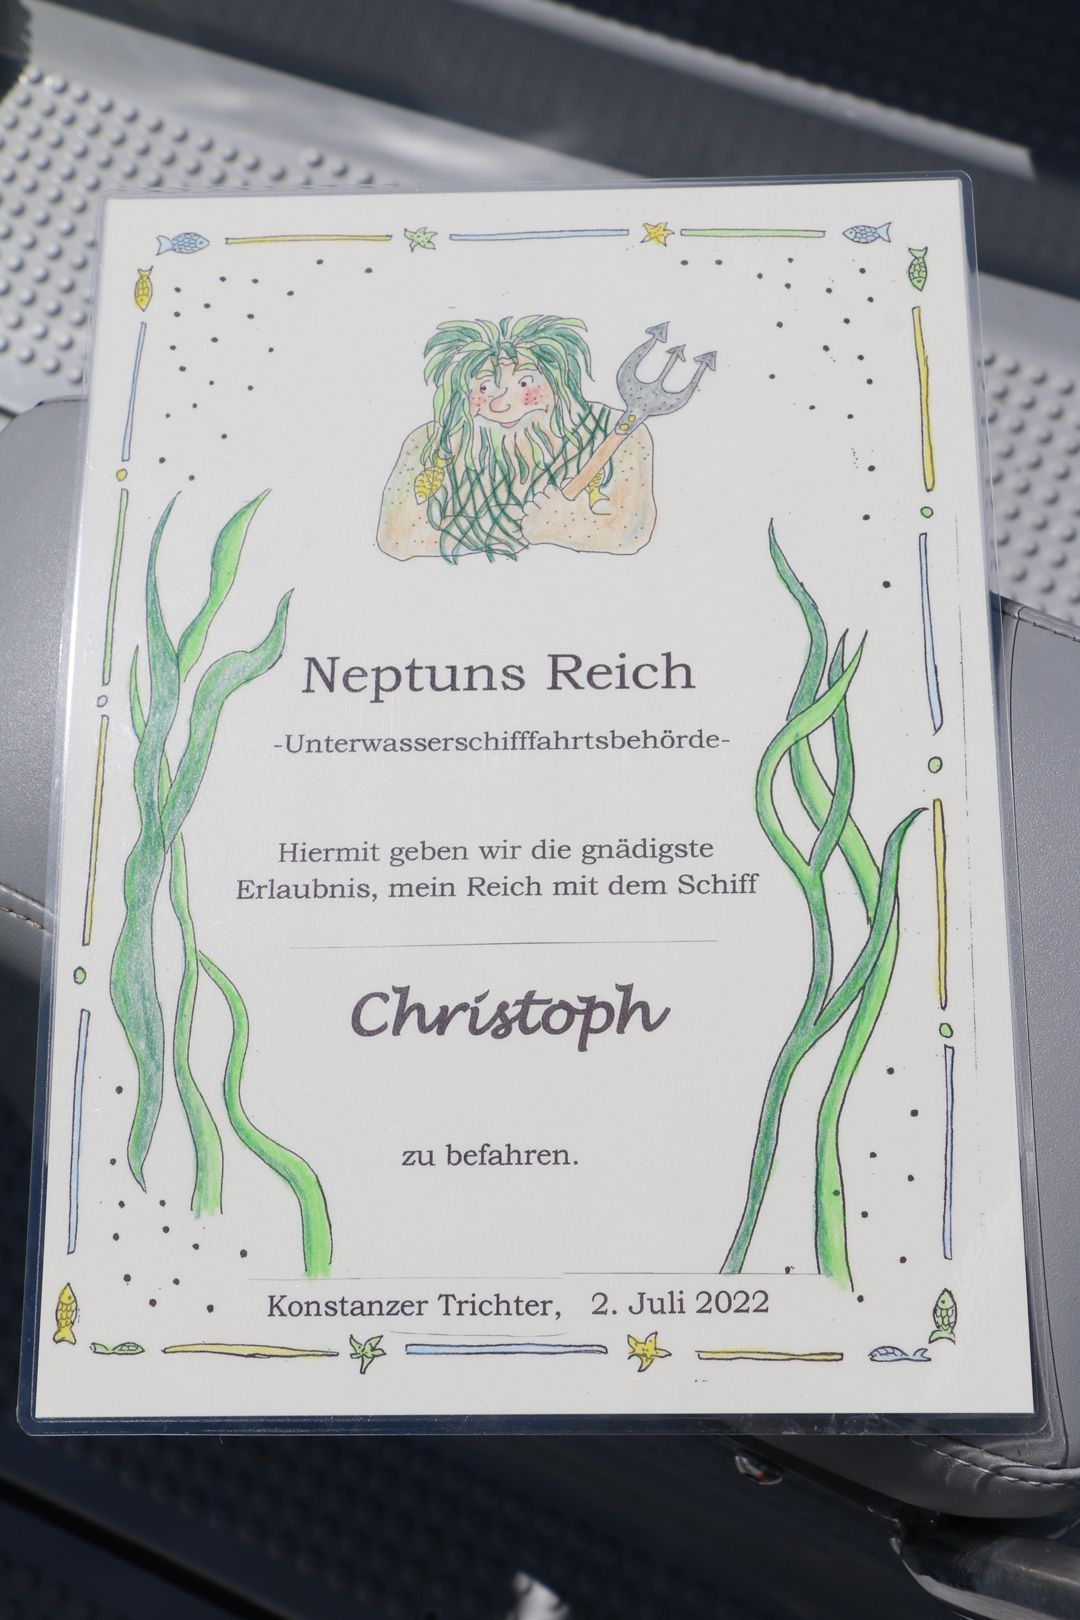 Neptuns Reich
-Unterwasserschifffahrtsbehörde-
Hiermit geben wir die gnädigste
Erlaubnis, mein Reich mit dem Schiff
Christoph
zu befahren.
Konstanzer Trichter, 2. Juli 2022